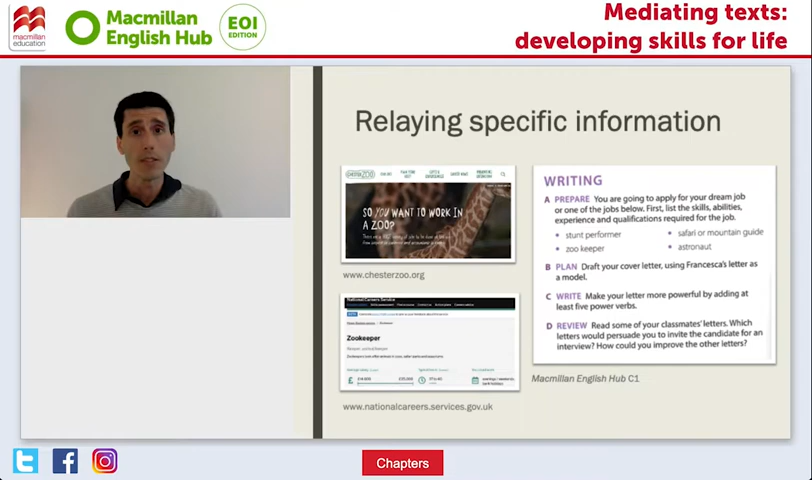 macmillan
education
Macmillan
English Hub
EOI
EDITION
Mediating texts:
developing skills for life
Relaying specific information
SO YOU WANT TO WORK IN
A ZOO?
www.chesterzoo.org
National Careers Service
Zookeeper
www.nationalcareers.services.gov.uk
WRITING
A PREPARE You are going to apply for your dream job
or one of the jobs below. First, list the skills, abilities,
experience and qualifications required for the job.
• stunt performer
• safari or mountain guide
• zoo keeper
• astronaut
B PLAN Draft your cover letter, using Francesca's letter as
a model.
C WRITE Make your letter more powerful by adding at
least five power verbs.
D REVIEW Read some of your classmates' letters. Which
letters would persuade you to invite the candidate for an
interview? How could you improve the other letters?
Macmillan English Hub C1
Chapters